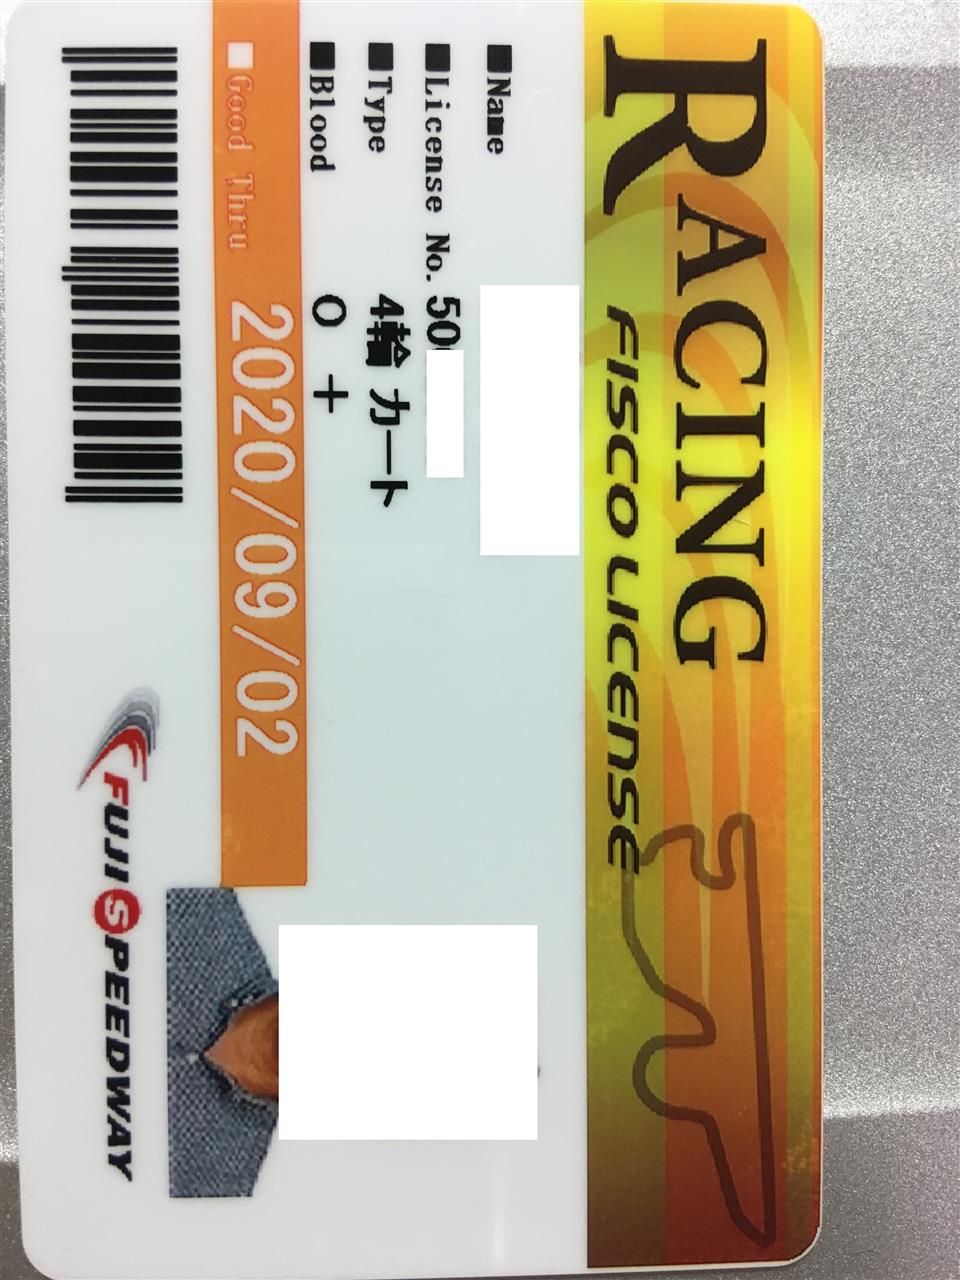 RACING
FISCO LICENSE
■Name
■License No. 50
■Type 4輪 カート
■Blood O +
■Good Thru 2020/09/02
FUJI SPEEDWAY